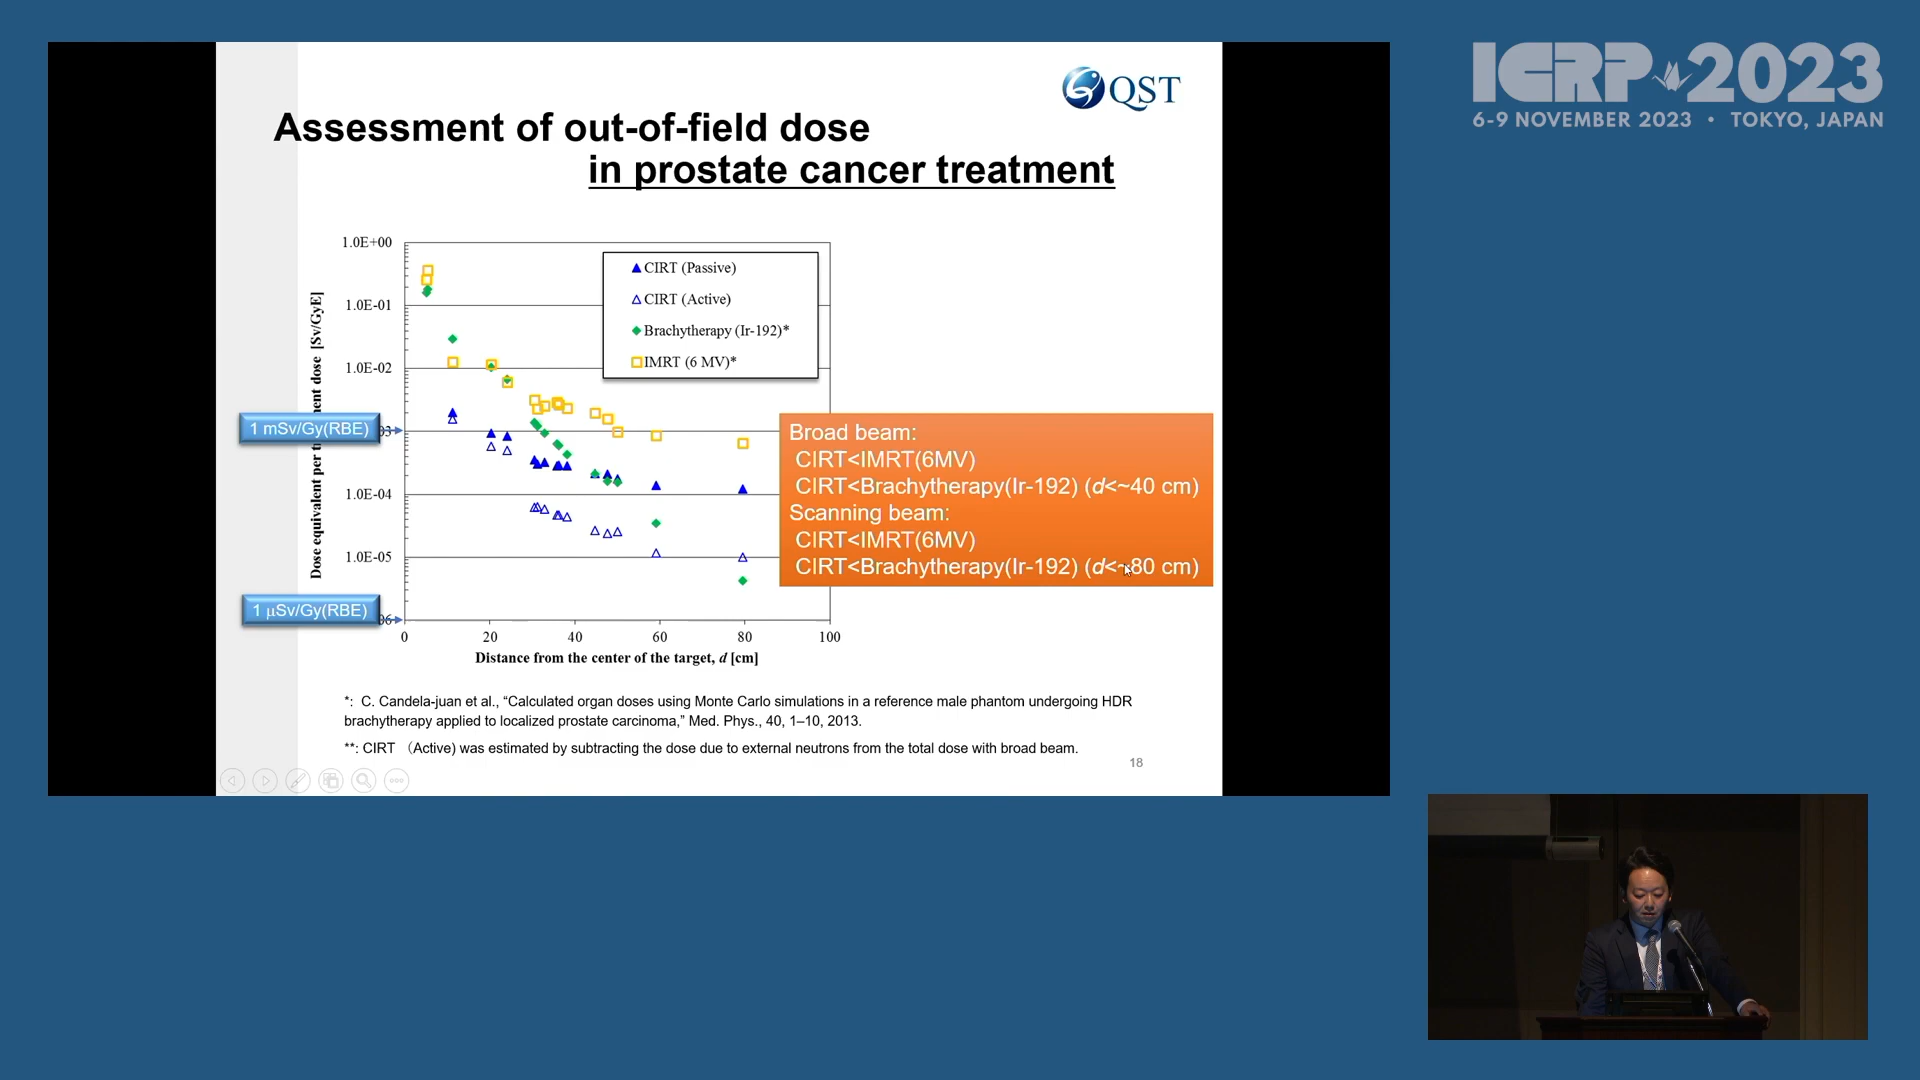 ICRP 2023
6-9 NOVEMBER 2023 • TOKYO, JAPAN
QST
Assessment of out-of-field dose
in prostate cancer treatment
1.0E+00
1.0E-01
1.0E-02
03
1.0E-04
1.0E-05
06
1 mSv/Gy(RBE)
1 μSv/Gy(RBE)
Dose equivalent per tr ment dose [Sv/GyE]
CIRT (Passive)
CIRT (Active)
Brachytherapy (Ir-192)*
IMRT (6 MV)*
0 20 40 60 80 100
Distance from the center of the target, d [cm]
Broad beam:
CIRT<IMRT(6MV)
CIRT<Brachytherapy(Ir-192) (d<~40 cm)
Scanning beam:
CIRT<IMRT(6MV)
CIRT<Brachytherapy(Ir-192) (d<~80 cm)
*: C. Candela-juan et al., “Calculated organ doses using Monte Carlo simulations in a reference male phantom undergoing HDR
brachytherapy applied to localized prostate carcinoma,” Med. Phys., 40, 1–10, 2013.
**: CIRT （Active) was estimated by subtracting the dose due to external neutrons from the total dose with broad beam.
18